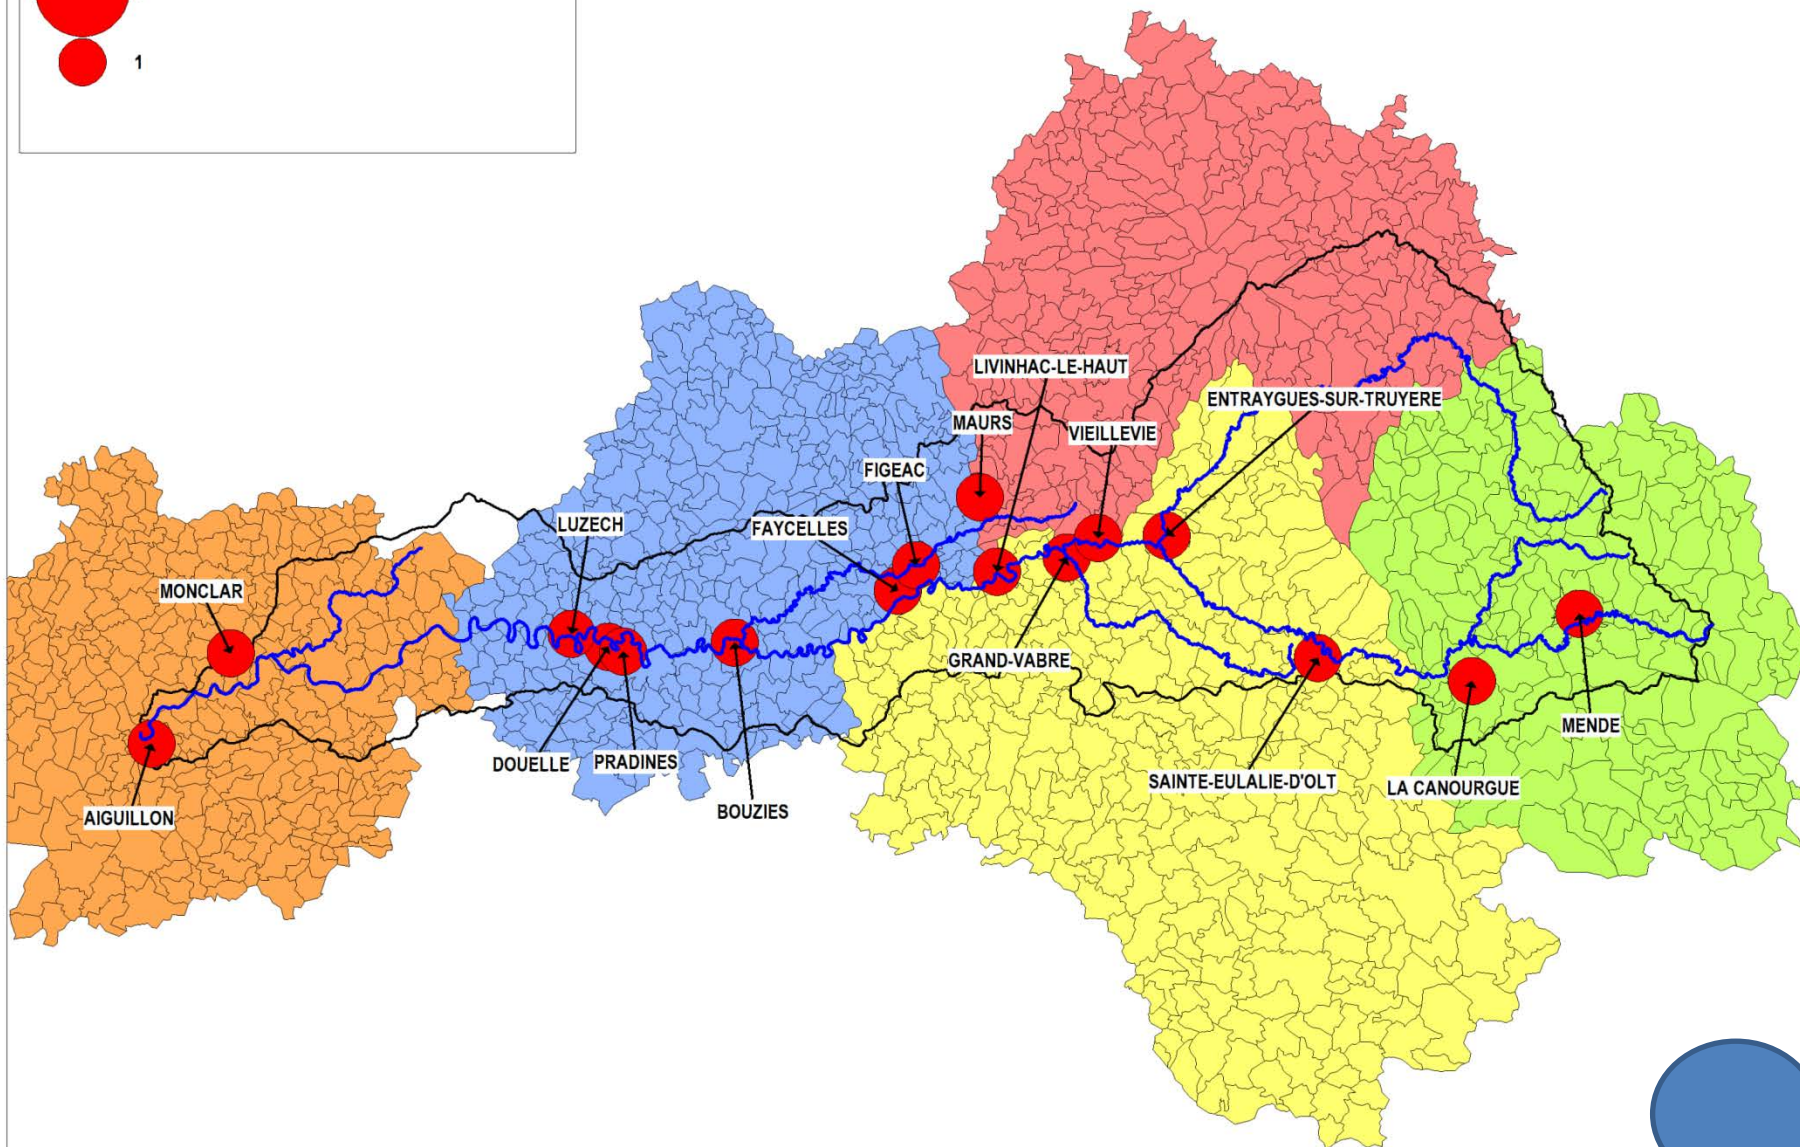 1
LIVINHAC-LE-HAUT
ENTRAYGUES-SUR-TRUYERE
MAURS
VIEILLEVIE
FIGEAC
LUZECH
FAYCELLES
MONCLAR
GRAND-VABRE
MENDE
DOUELLE
PRADINES
SAINTE-EULALIE-D'OLT
LA CANOURGUE
BOUZIES
AIGUILLON